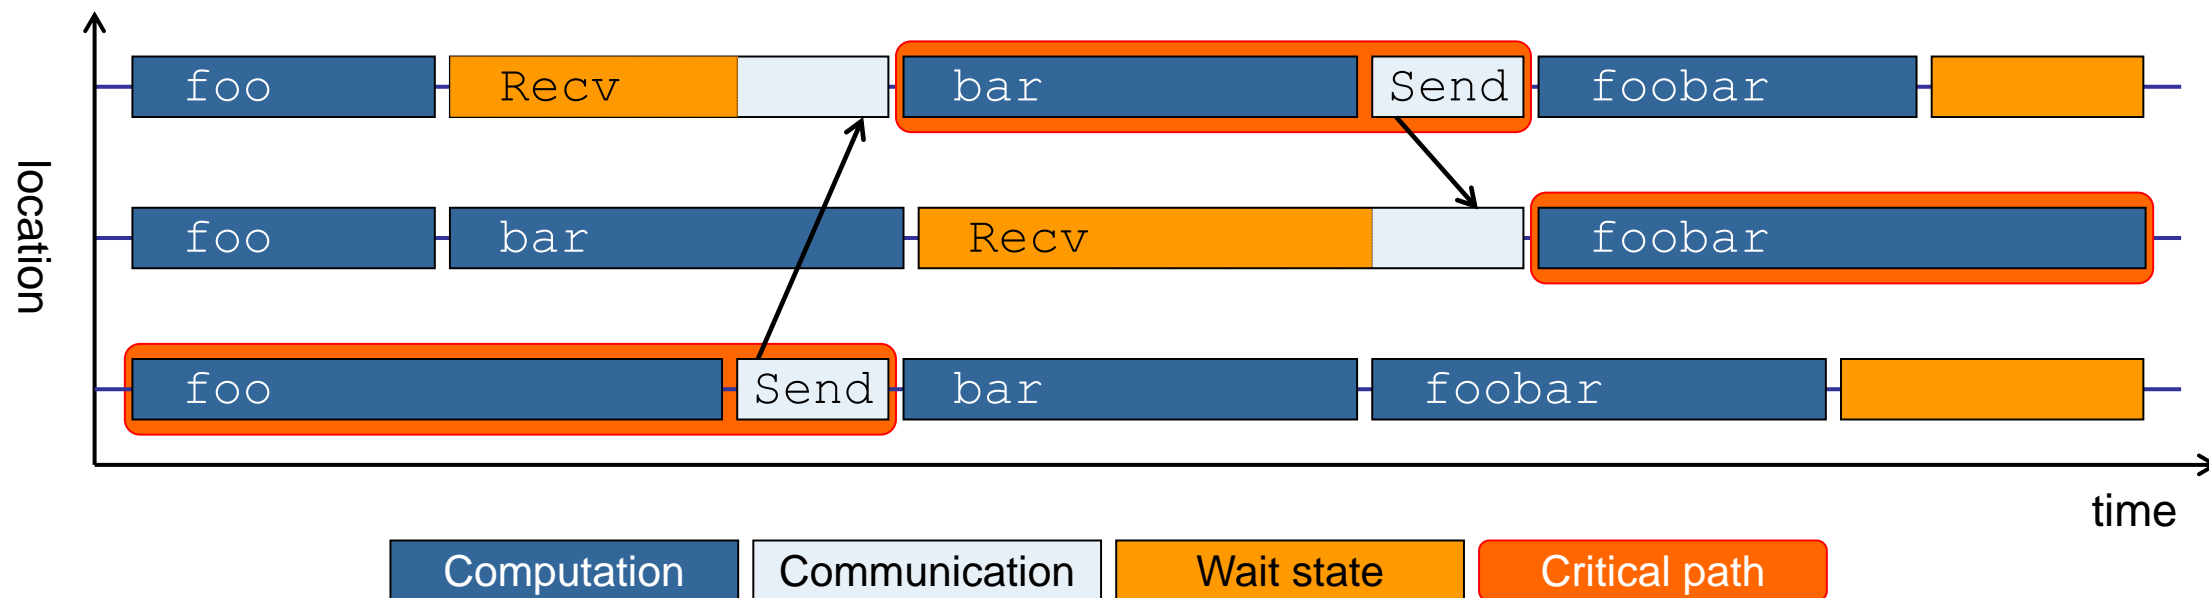 foo Recv bar Send foobar
location
foo bar Recv foobar
foo Send bar foobar
time
Computation Communication Wait state Critical path